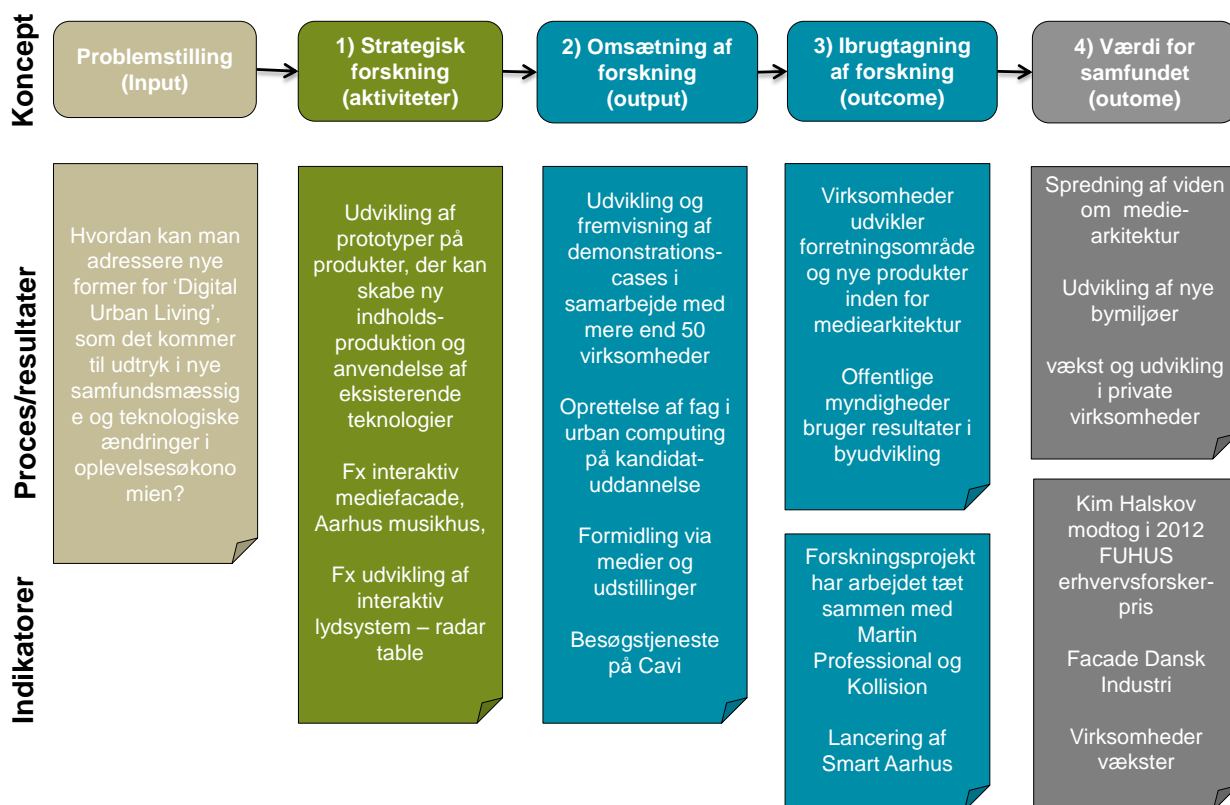 Koncept
Problemstilling
(Input)
1) Strategisk
forskning
(aktiviteter)
2) Omsætning af
forskning
(output)
3) Ibrugtagning
af forskning
(outcome)
4) Værdi for
samfundet
(outome)
Proces/resultater
Hvordan kan man
adressere nye
former for ‘Digital
Urban Living’,
som det kommer
til udtryk i nye
samfundsmæssig
e og teknologiske
ændringer i
oplevelsesøkono
mien?
Udvikling af
prototyper på
produkter, der kan
skabe ny
indholds-
produktion og
anvendelse af
eksisterende
teknologier
Fx interaktiv
mediefacade,
Aarhus musikhus,
Fx udvikling af
interaktiv
lydsystem – radar
table
Udvikling og
fremvisning af
demonstrations-
cases i
samarbejde med
mere end 50
virksomheder
Oprettelse af fag i
urban computing
på kandidat-
uddannelse
Formidling via
medier og
udstillinger
Besøgstjeneste
på Cavi
Virksomheder
udvikler
forretningsområde
og nye produkter
inden for
mediearkitektur
Offentlige
myndigheder
bruger resultater i
byudvikling
Spredning af viden
om medie-
arkitektur
Udvikling af nye
bymiljøer
vækst og udvikling
i private
virksomheder
Indikatorer
Forskningsprojekt
har arbejdet tæt
sammen med
Martin
Professional og
Kollision
Lancering af
Smart Aarhus
Kim Halskov
modtog i 2012
FUHUS
erhvervsforsker-
pris
Facade Dansk
Industri
Virksomheder
vækster